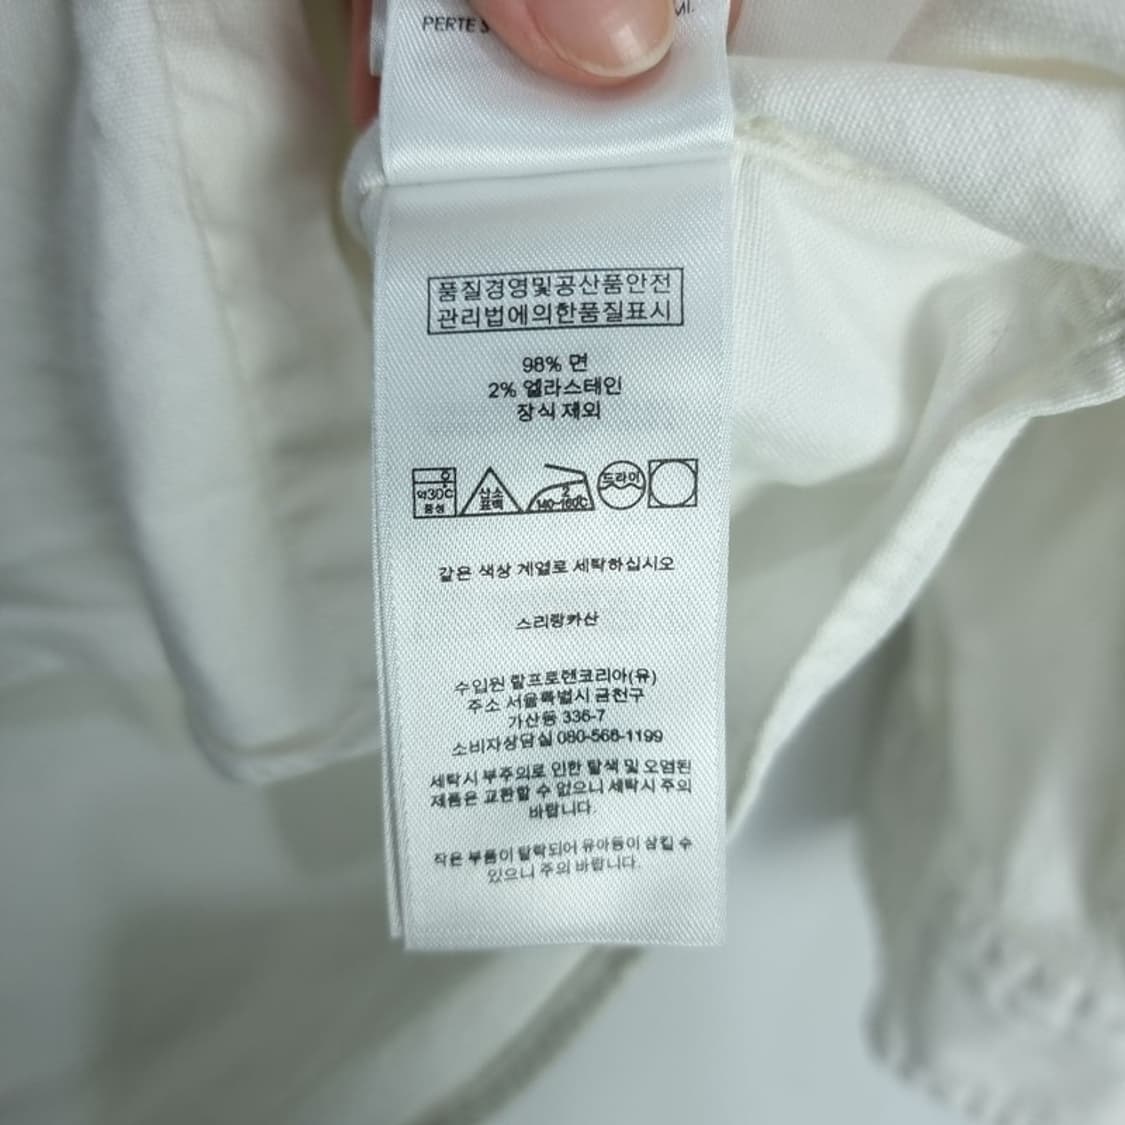 PERTE S
MI.
품질경영및공산품안전
관리법에의한품질표시
98% 면
2% 엘라스테인
장식 제외
약30℃
중성
산소
표백
2
140~160℃
드라이
같은 색상 계열로 세탁하십시오
스리랑카산
수입원 랄프로렌코리아(유)
주소 서울특별시 금천구
가산동 336-7
소비자상담실 080-568-1199
세탁시 부주의로 인한 탈색 및 오염된
제품은 교환할 수 없으니 세탁시 주의
바랍니다.
작은 부품이 탈락되어 유아등이 삼킬 수
있으니 주의 바랍니다.